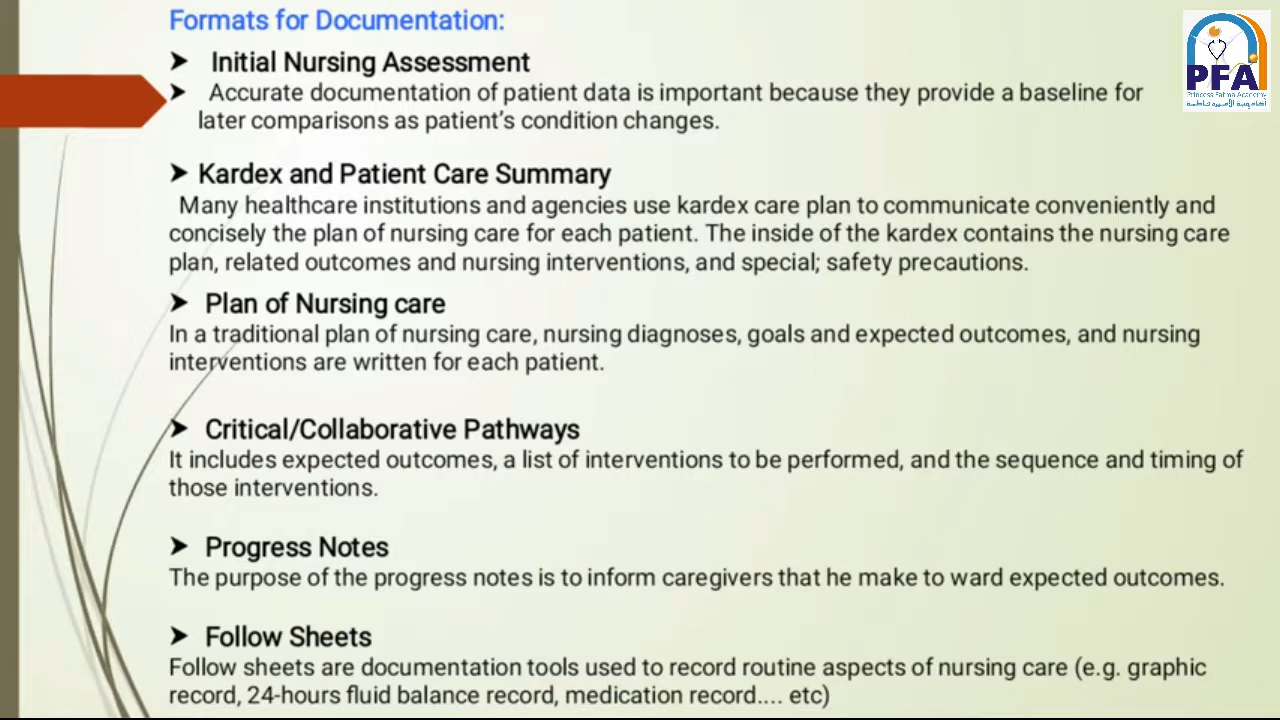 Formats for Documentation:
➤ Initial Nursing Assessment
➤ Accurate documentation of patient data is important because they provide a baseline for
later comparisons as patient's condition changes.
➤ Kardex and Patient Care Summary
Many healthcare institutions and agencies use kardex care plan to communicate conveniently and
concisely the plan of nursing care for each patient. The inside of the kardex contains the nursing care
plan, related outcomes and nursing interventions, and special; safety precautions.
➤ Plan of Nursing care
In a traditional plan of nursing care, nursing diagnoses, goals and expected outcomes, and nursing
interventions are written for each patient.
➤ Critical/Collaborative Pathways
It includes expected outcomes, a list of interventions to be performed, and the sequence and timing of
those interventions.
➤ Progress Notes
The purpose of the progress notes is to inform caregivers that he make to ward expected outcomes.
➤ Follow Sheets
Follow sheets are documentation tools used to record routine aspects of nursing care (e.g. graphic
record, 24-hours fluid balance record, medication record.... etc)
PFA
Princess Fatma Academy
أكاديمية الأميرة فاطمة